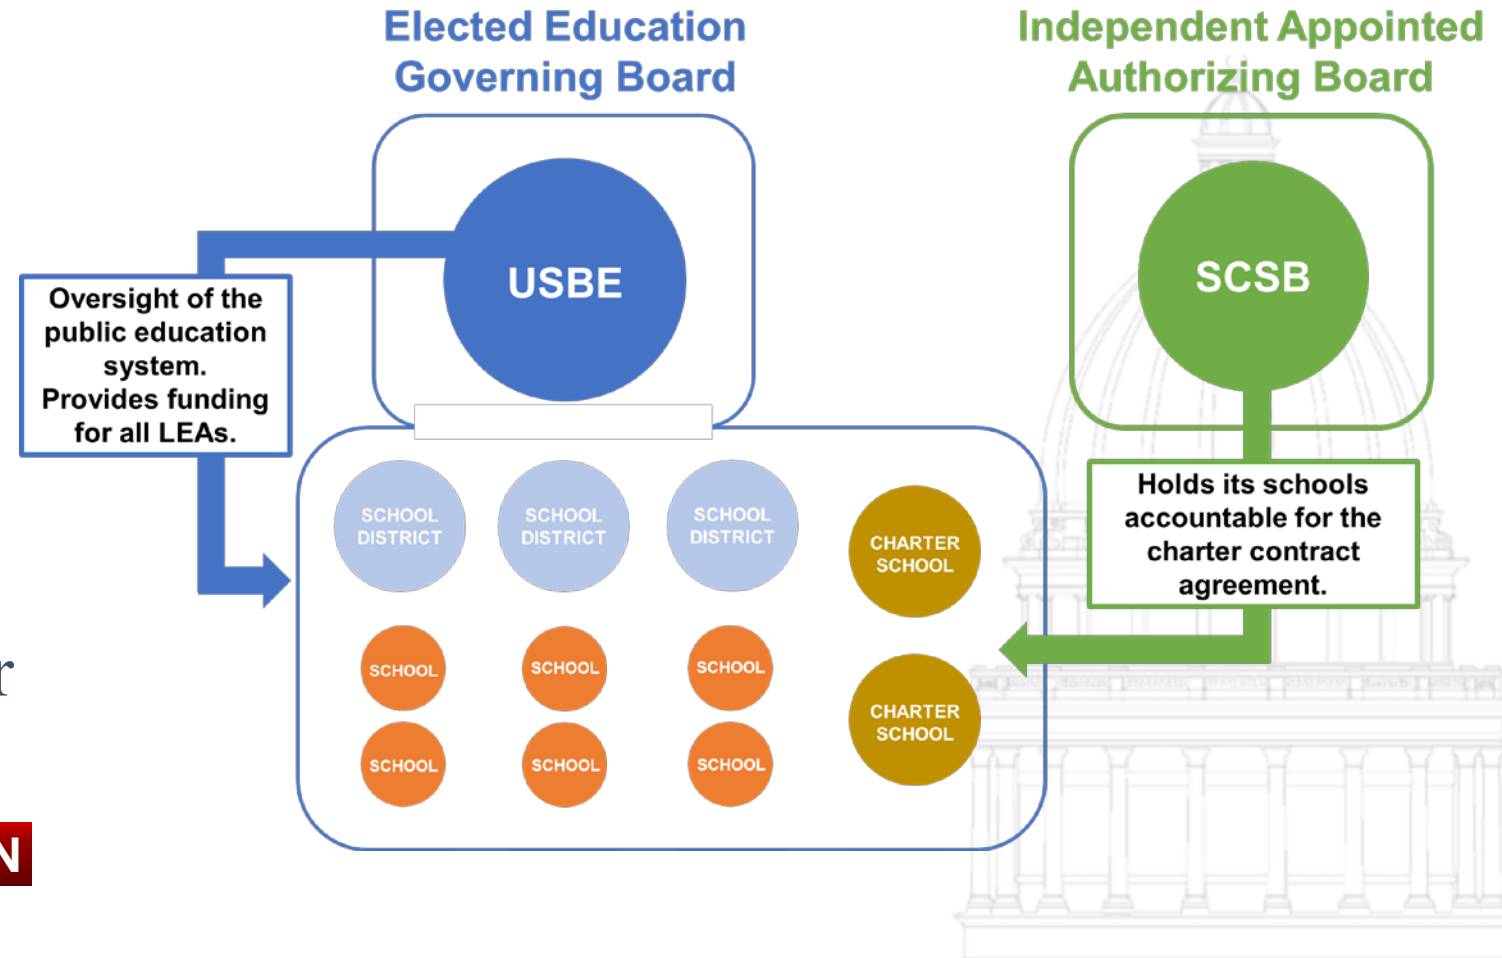 Elected Education
Governing Board
Independent Appointed
Authorizing Board
USBE
SCSB
Oversight of the
public education
system.
Provides funding
for all LEAs.
Holds its schools
accountable for the
charter contract
agreement.
SCHOOL
DISTRICT
SCHOOL
DISTRICT
SCHOOL
DISTRICT
CHARTER
SCHOOL
SCHOOL
SCHOOL
SCHOOL
CHARTER
SCHOOL
SCHOOL
SCHOOL
SCHOOL
r
N